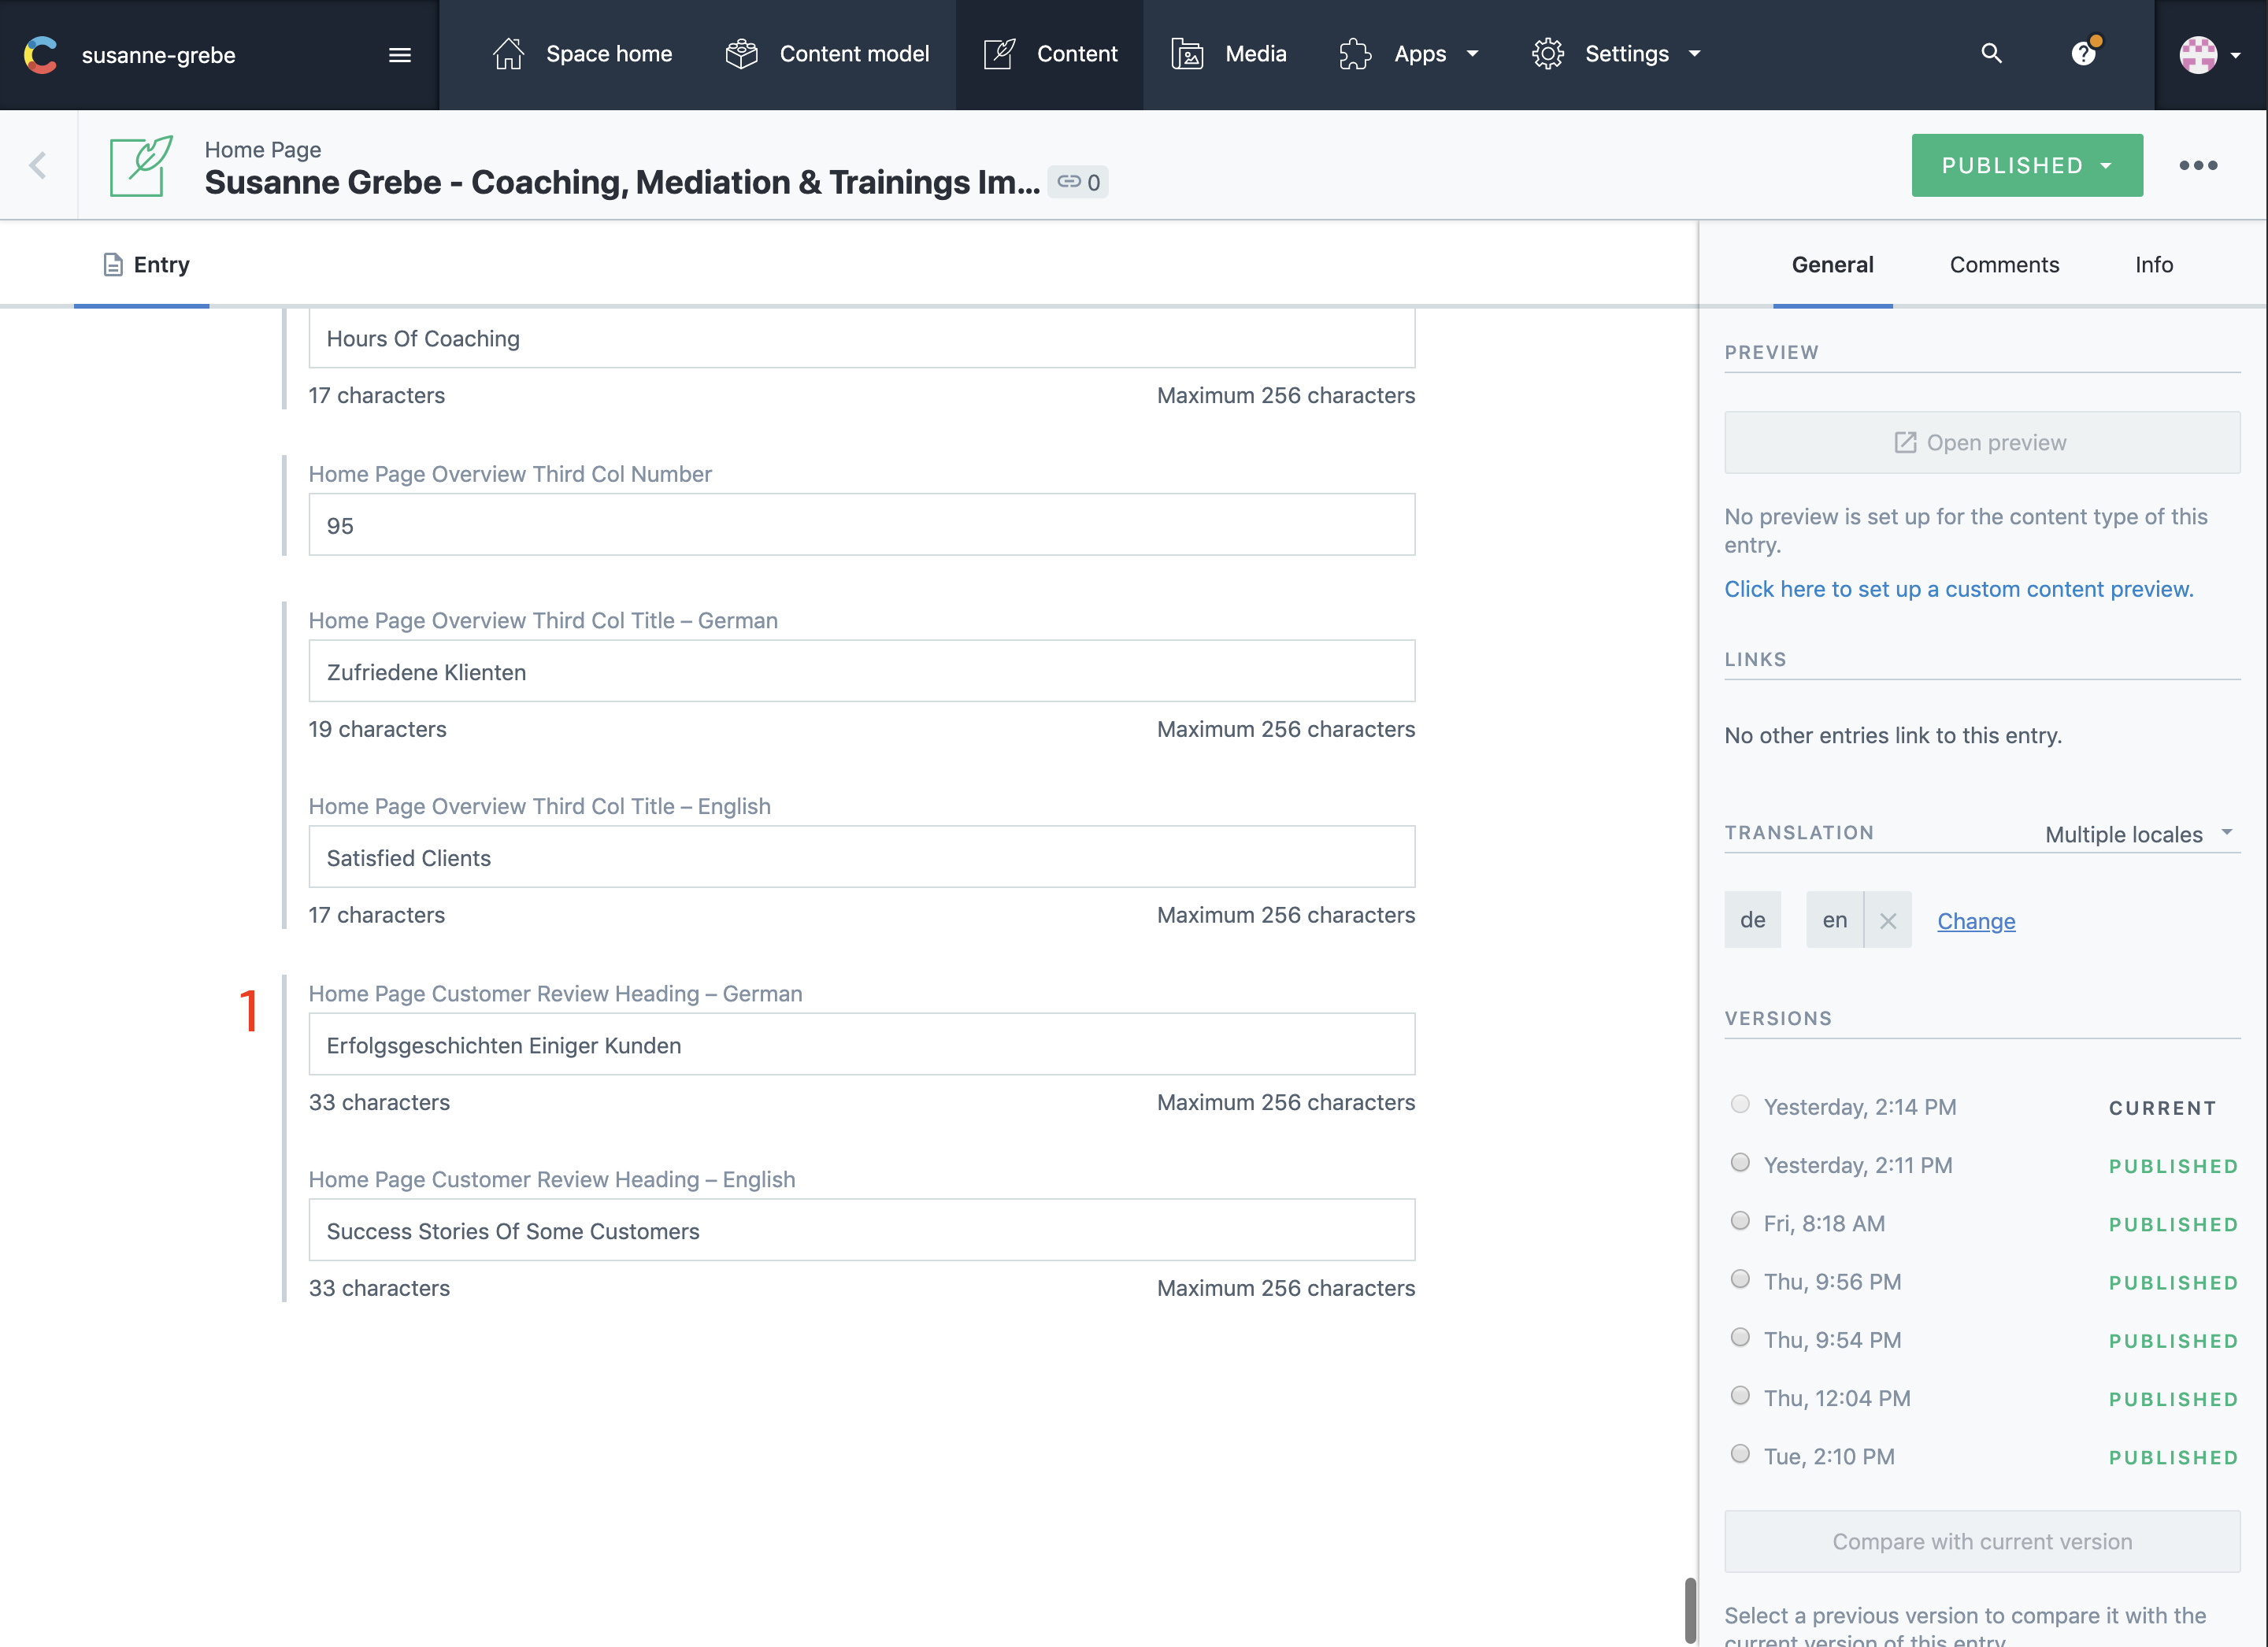 susanne-grebe
Space home
Content model
Content
Media
Apps
Settings
?
Home Page
Susanne Grebe - Coaching, Mediation & Trainings Im...
0
PUBLISHED
Entry
General
Comments
Info
Hours Of Coaching
17 characters
Maximum 256 characters
Home Page Overview Third Col Number
95
Home Page Overview Third Col Title – German
Zufriedene Klienten
19 characters
Maximum 256 characters
Home Page Overview Third Col Title – English
Satisfied Clients
17 characters
Maximum 256 characters
1
Home Page Customer Review Heading – German
Erfolgsgeschichten Einiger Kunden
33 characters
Maximum 256 characters
Home Page Customer Review Heading – English
Success Stories Of Some Customers
33 characters
Maximum 256 characters
PREVIEW
Open preview
No preview is set up for the content type of this
entry.
Click here to set up a custom content preview.
LINKS
No other entries link to this entry.
TRANSLATION
Multiple locales
de
en
Change
VERSIONS
Yesterday, 2:14 PM CURRENT
Yesterday, 2:11 PM PUBLISHED
Fri, 8:18 AM PUBLISHED
Thu, 9:56 PM PUBLISHED
Thu, 9:54 PM PUBLISHED
Thu, 12:04 PM PUBLISHED
Tue, 2:10 PM PUBLISHED
Compare with current version
Select a previous version to compare it with the
current version of this entry